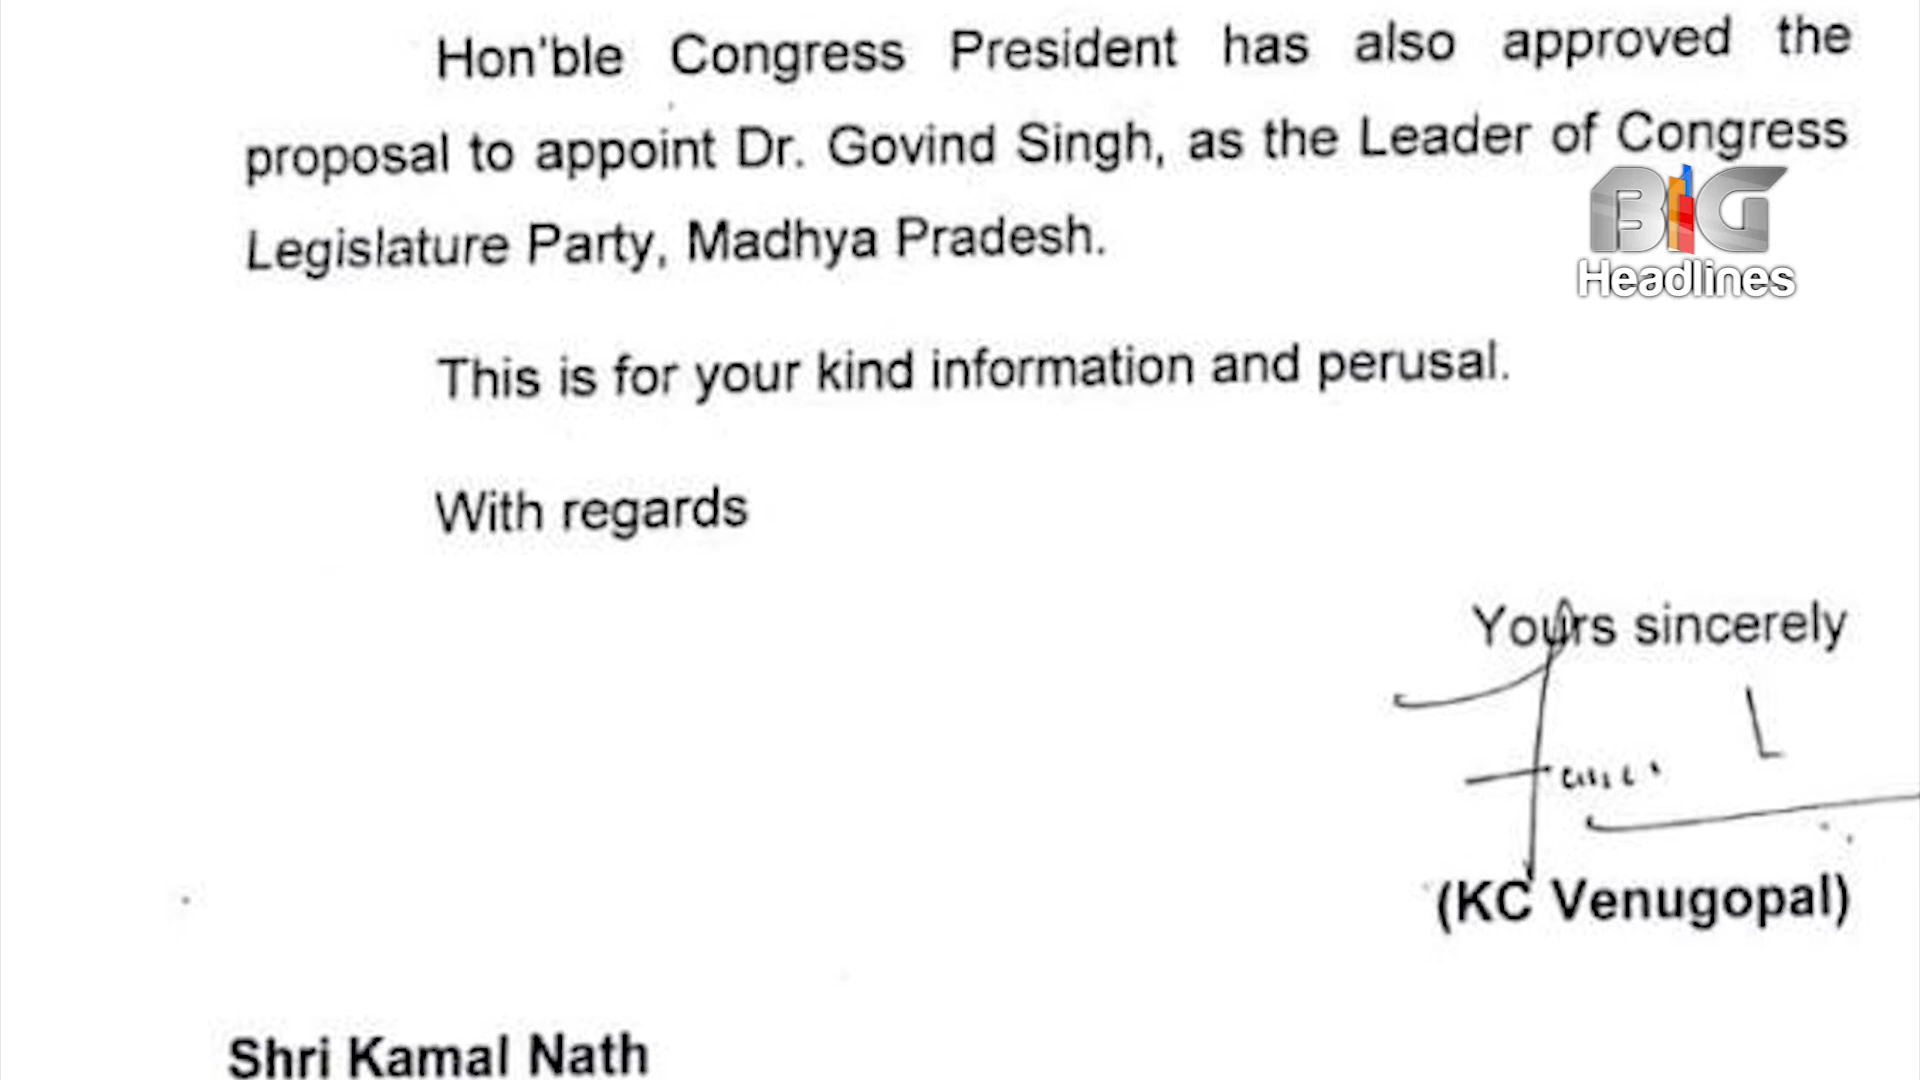 Hon'ble Congress President has also approved the
proposal to appoint Dr. Govind Singh, as the Leader of Congress
Legislature Party, Madhya Pradesh.
BIG
Headlines
This is for your kind information and perusal.
With regards
Yours sincerely
(KC Venugopal)
Shri Kamal Nath